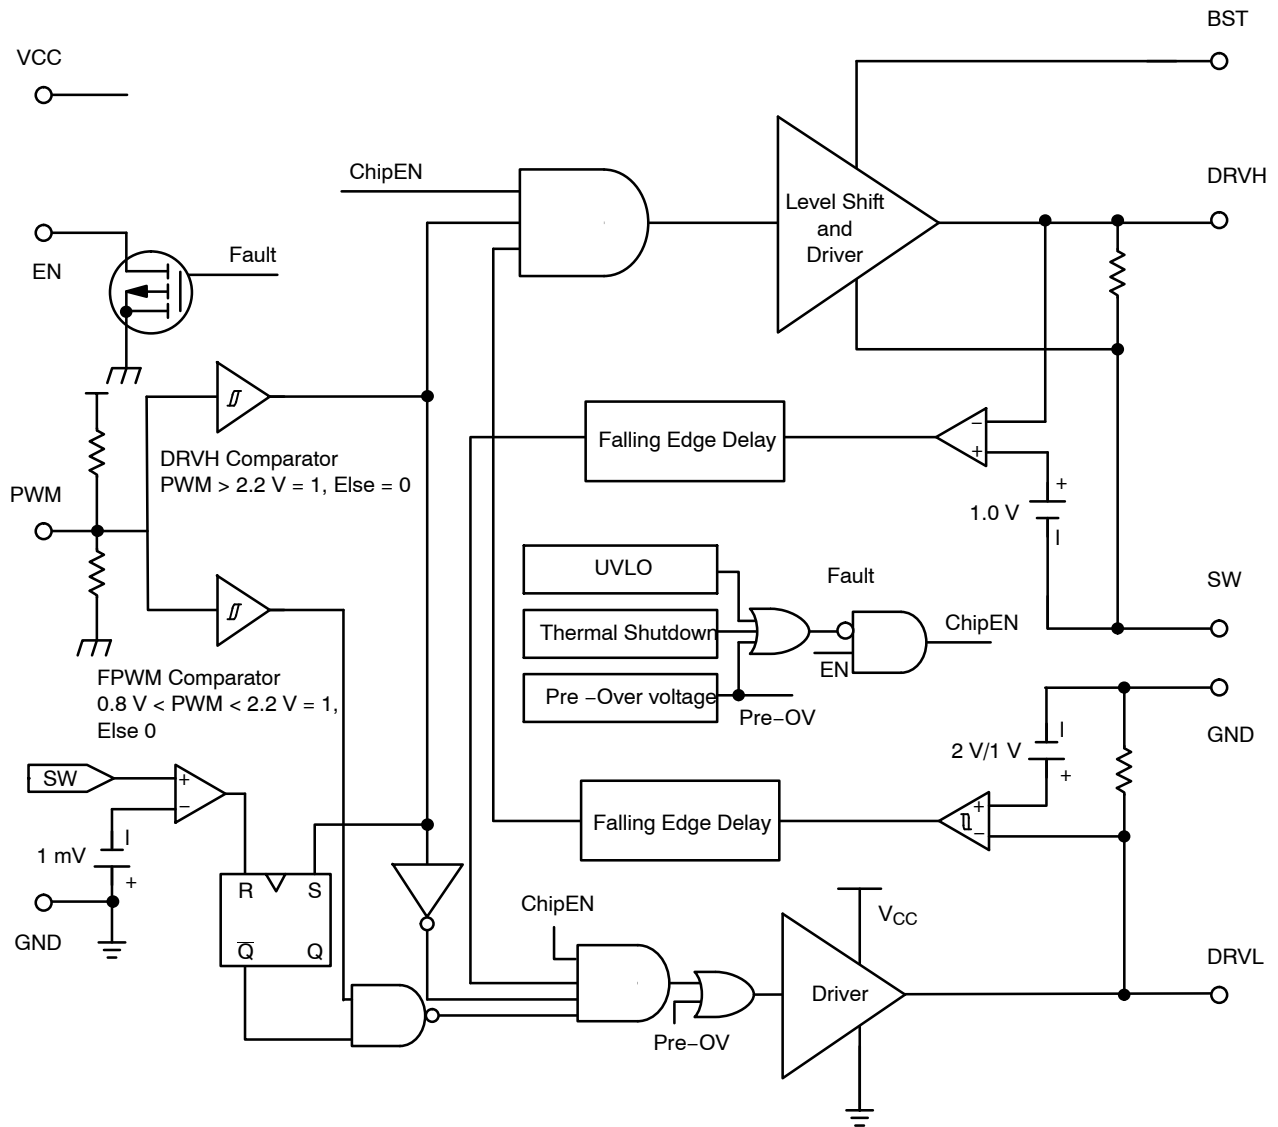 BST
VCC
ChipEN
DRVH
Level Shift
and
Driver
EN
Fault
DRVH Comparator
PWM > 2.2 V = 1, Else = 0
Falling Edge Delay
−
+
+
1.0 V
PWM
UVLO
Fault
SW
Thermal Shutdown
ChipEN
EN
Pre −Over voltage
Pre−OV
FPWM Comparator
0.8 V < PWM < 2.2 V = 1,
Else 0
GND
2 V/1 V
+
SW
+
−
Falling Edge Delay
+
−
1 mV
+
R
S
Q
Q
GND
ChipEN
VCC
DRVL
Driver
Pre−OV